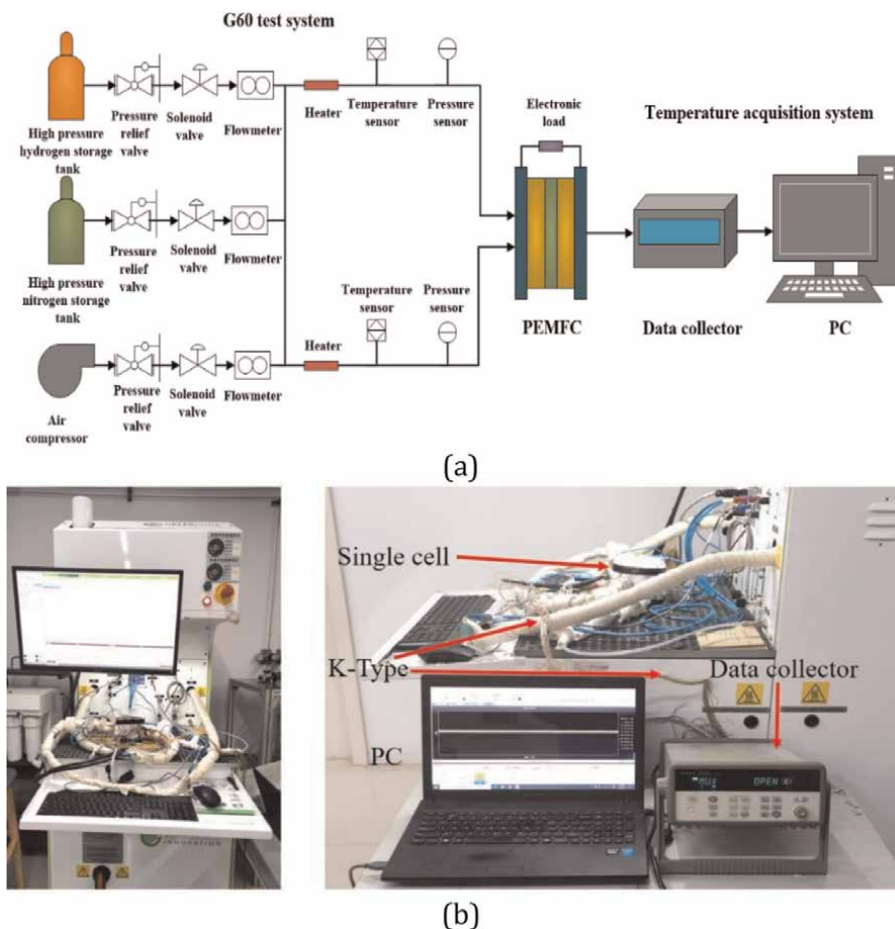 G60 test system
High pressure
hydrogen storage
tank
Pressure
relief
valve
Solenoid
valve
Flowmeter
Heater
Temperature
sensor
Pressure
sensor
Electronic
load
Temperature acquisition system
High pressure
nitrogen storage
tank
Pressure
relief
valve
Solenoid
valve
Flowmeter
Temperature
sensor
Pressure
sensor
PEMFC
Data collector
PC
Air
compressor
Pressure
relief
valve
Solenoid
valve
Flowmeter
Heater
(a)
Single cell
K-Type
Data collector
PC
INNOVATION
(b)